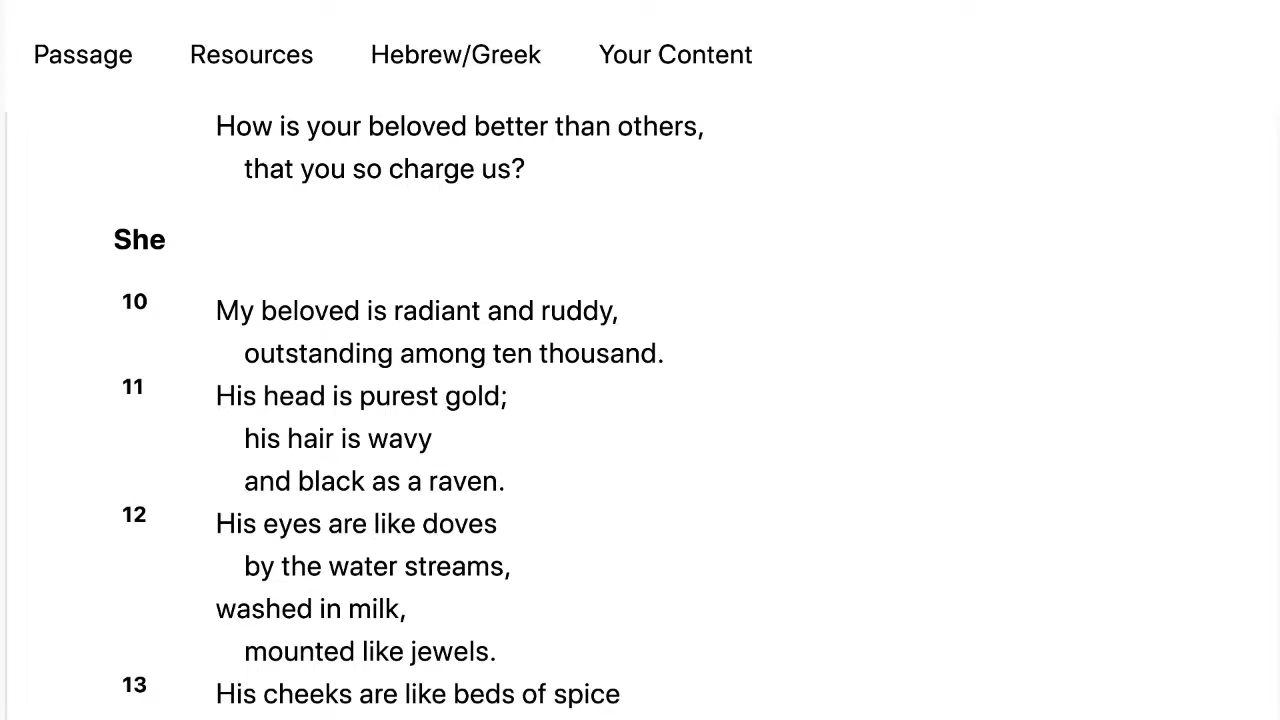 Passage Resources Hebrew/Greek Your Content
How is your beloved better than others,
that you so charge us?
She
10 My beloved is radiant and ruddy,
outstanding among ten thousand.
11 His head is purest gold;
his hair is wavy
and black as a raven.
12 His eyes are like doves
by the water streams,
washed in milk,
mounted like jewels.
13 His cheeks are like beds of spice